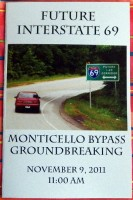 FUTURE
INTERSTATE 69
69
MONTICELLO BYPASS
GROUNDBREAKING
NOVEMBER 9, 2011
11:00 AM